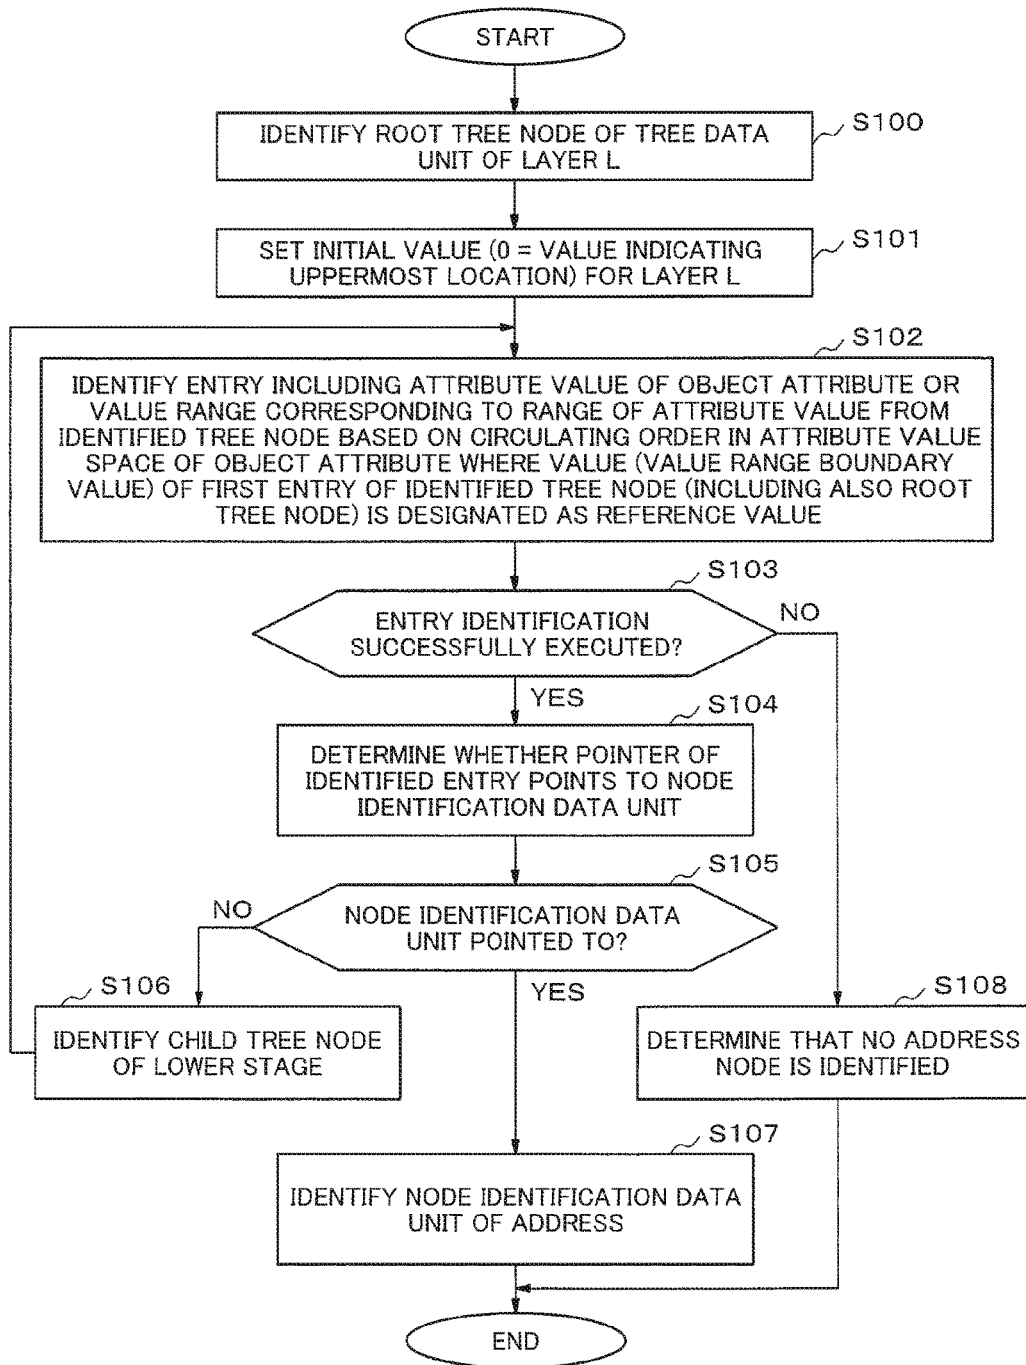 START
S100
IDENTIFY ROOT TREE NODE OF TREE DATA
UNIT OF LAYER L
S101
SET INITIAL VALUE (0 = VALUE INDICATING
UPPERMOST LOCATION) FOR LAYER L
S102
IDENTIFY ENTRY INCLUDING ATTRIBUTE VALUE OF OBJECT ATTRIBUTE OR
VALUE RANGE CORRESPONDING TO RANGE OF ATTRIBUTE VALUE FROM
IDENTIFIED TREE NODE BASED ON CIRCULATING ORDER IN ATTRIBUTE VALUE
SPACE OF OBJECT ATTRIBUTE WHERE VALUE (VALUE RANGE BOUNDARY
VALUE) OF FIRST ENTRY OF IDENTIFIED TREE NODE (INCLUDING ALSO ROOT
TREE NODE) IS DESIGNATED AS REFERENCE VALUE
S103
ENTRY IDENTIFICATION
SUCCESSFULLY EXECUTED?
NO
YES
S104
DETERMINE WHETHER POINTER OF
IDENTIFIED ENTRY POINTS TO NODE
IDENTIFICATION DATA UNIT
S105
NODE IDENTIFICATION DATA
UNIT POINTED TO?
NO
YES
S106
IDENTIFY CHILD TREE NODE
OF LOWER STAGE
S108
DETERMINE THAT NO ADDRESS
NODE IS IDENTIFIED
S107
IDENTIFY NODE IDENTIFICATION DATA
UNIT OF ADDRESS
END